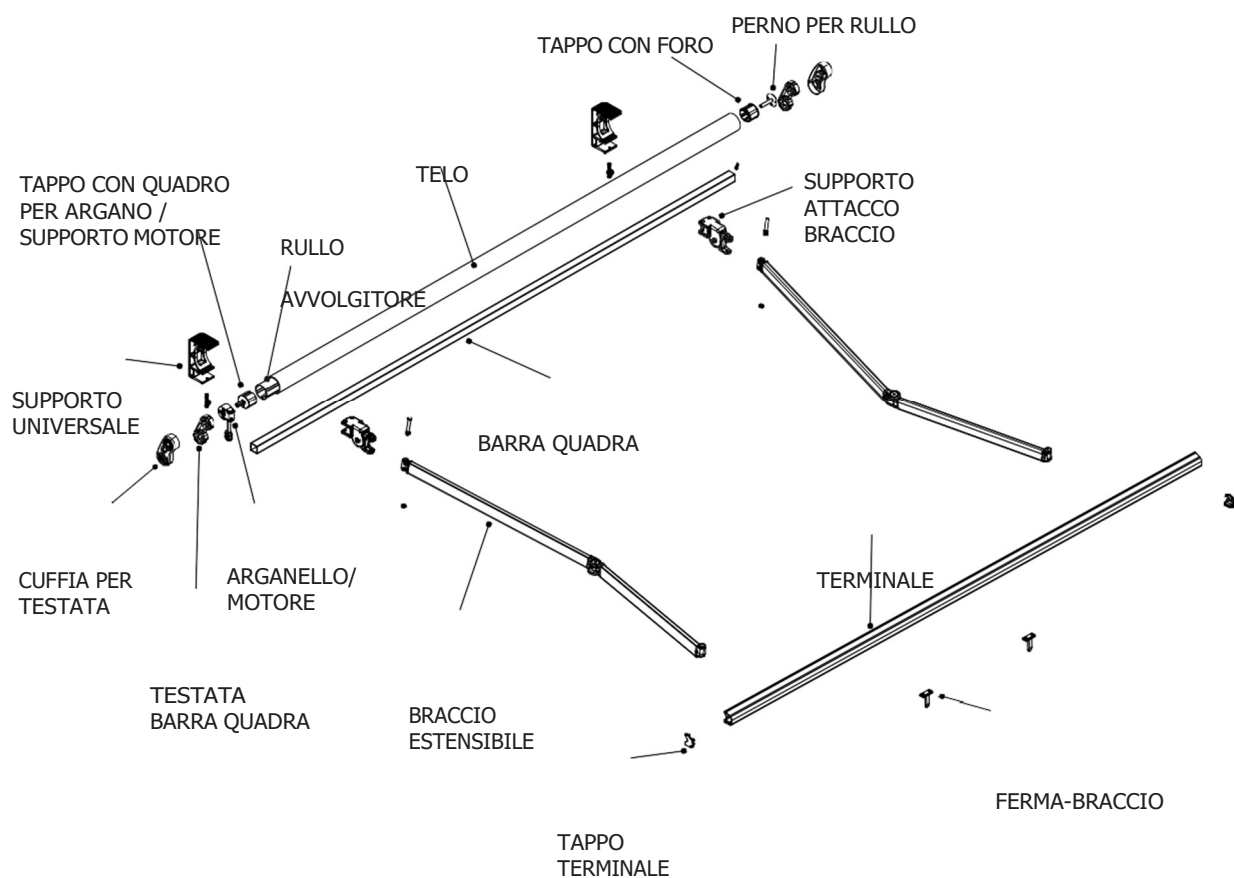 PERNO PER RULLO
TAPPO CON FORO
TELO
SUPPORTO
ATTACCO
BRACCIO
TAPPO CON QUADRO
PER ARGANO /
SUPPORTO MOTORE
RULLO
AVVOLGITORE
SUPPORTO
UNIVERSALE
BARRA QUADRA
CUFFIA PER
TESTATA
ARGANELLO/
MOTORE
TERMINALE
TESTATA
BARRA QUADRA
BRACCIO
ESTENSIBILE
FERMA-BRACCIO
TAPPO
TERMINALE